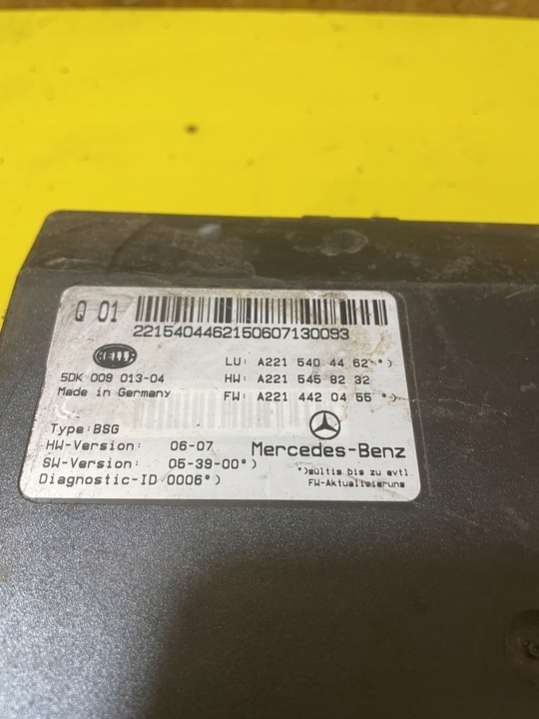 Q 01
2215404462150607130093
HELLA
LU: A221 540 44 62*)
5DK 009 013-04
HW: A221 545 82 32
Made in Germany
FW: A221 442 04 55*)
Type: BSG
HW-Version: 06-07
Mercedes-Benz
SW-Version: 05-39-00*)
*)gültig bis zu evtl.
Diagnostic-ID 0006*)
FW-Aktualisierung